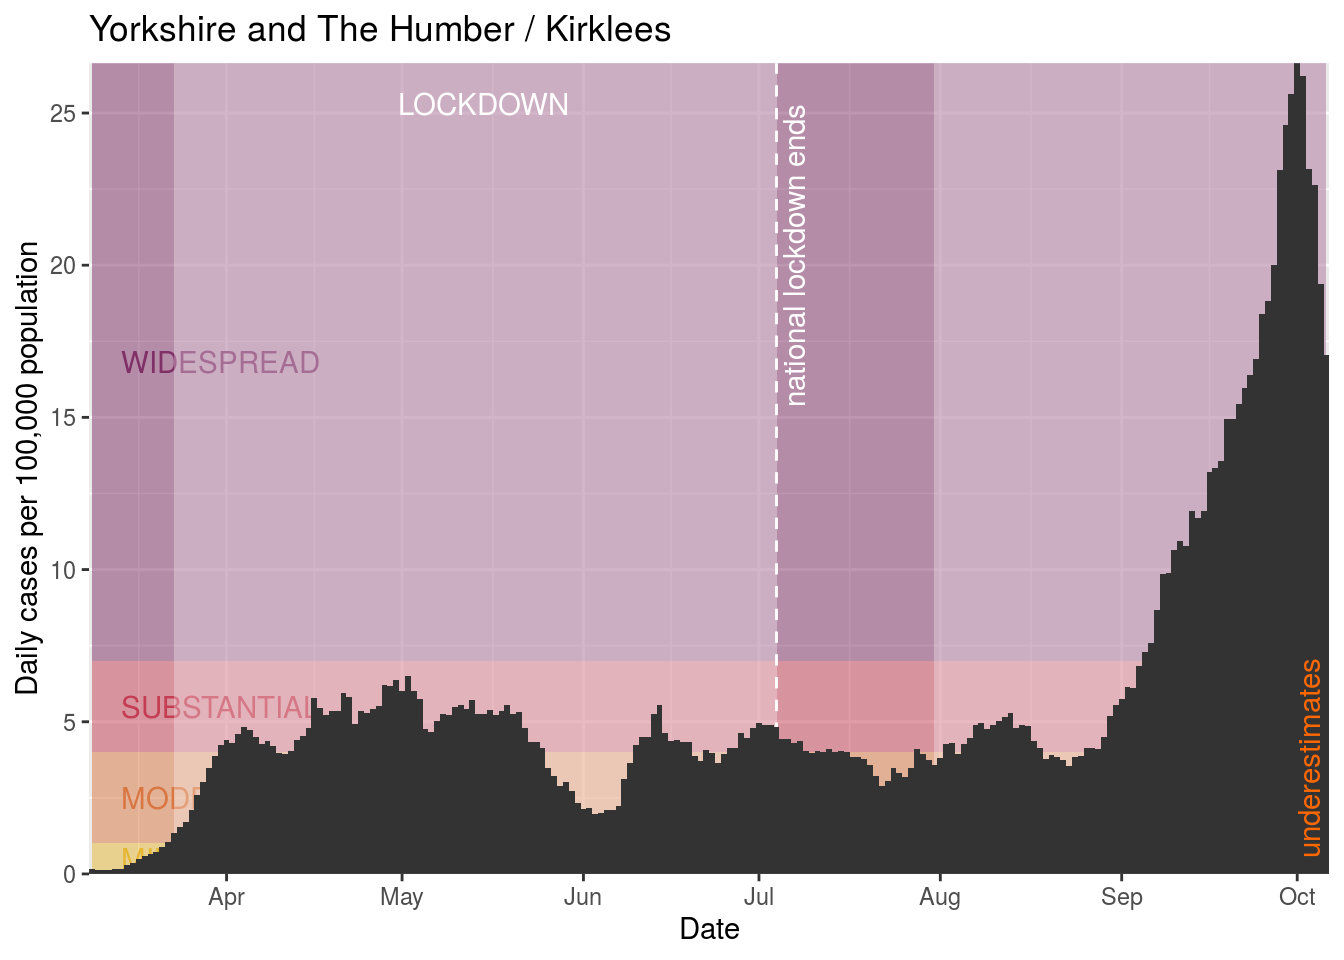 Yorkshire and The Humber / Kirklees
Daily cases per 100,000 population
25
20
15
10
5
0
LOCKDOWN
national lockdown ends
WIDESPREAD
SUBSTANTIAL
underestimates
Apr
May
Jun
Jul
Aug
Sep
Oct
Date